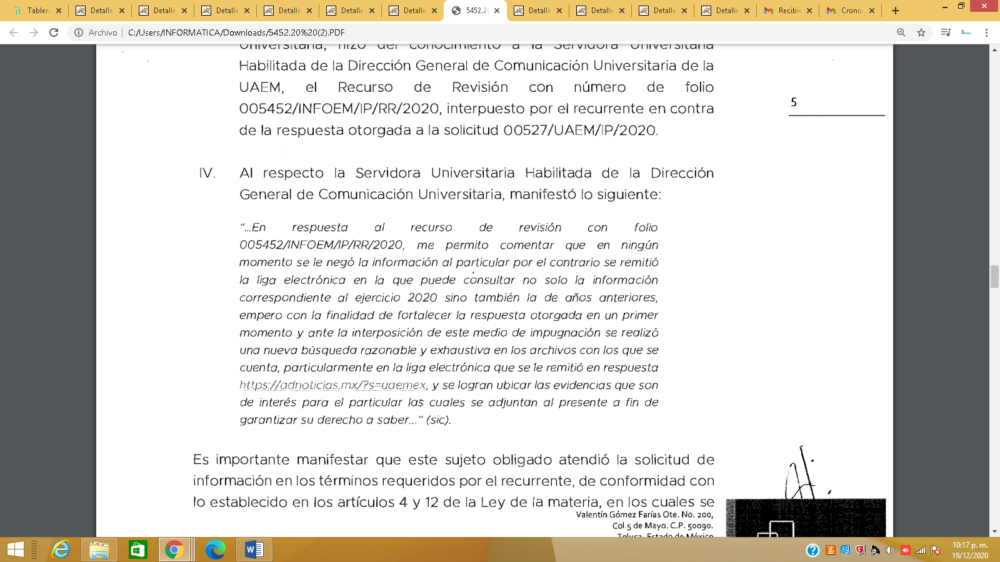 Tablero
Detalle
Detalle
Detalle
Detalle
Detalle
Detalle
5452.20
Detalle
Detalle
Detalle
Detalle
Recibid
Crono
Archivo
C:/Users/INFORMATICA/Downloads/5452.20%20(2).PDF
Universitaria, hizo del conocimiento a la Servidora Universitaria
Habilitada de la Dirección General de Comunicación Universitaria de la
UAEM, el Recurso de Revisión con número de folio
005452/INFOEM/IP/RR/2020, interpuesto por el recurrente en contra
de la respuesta otorgada a la solicitud 00527/UAEM/IP/2020.
5
IV. Al respecto la Servidora Universitaria Habilitada de la Dirección
General de Comunicación Universitaria, manifestó lo siguiente:
“...En respuesta al recurso de revisión con folio
005452/INFOEM/IP/RR/2020, me permito comentar que en ningún
momento se le negó la información al particular por el contrario se remitió
la liga electrónica en la que puede consultar no solo la información
correspondiente al ejercicio 2020 sino también la de años anteriores,
empero con la finalidad de fortalecer la respuesta otorgada en un primer
momento y ante la interposición de este medio de impugnación se realizó
una nueva búsqueda razonable y exhaustiva en los archivos con los que se
cuenta, particularmente en la liga electrónica que se le remitió en respuesta
https://adnoticias.mx/?s=uaemex, y se logran ubicar las evidencias que son
de interés para el particular las cuales se adjuntan al presente a fin de
garantizar su derecho a saber...” (sic).
Es importante manifestar que este sujeto obligado atendió la solicitud de
información en los términos requeridos por el recurrente, de conformidad con
lo establecido en los artículos 4 y 12 de la Ley de la materia, en los cuales se
Valentín Gómez Farías Ote. No. 200,
Col.5 de Mayo. C.P. 50090.
Toluca, Estado de México
10:17 p. m.
19/12/2020